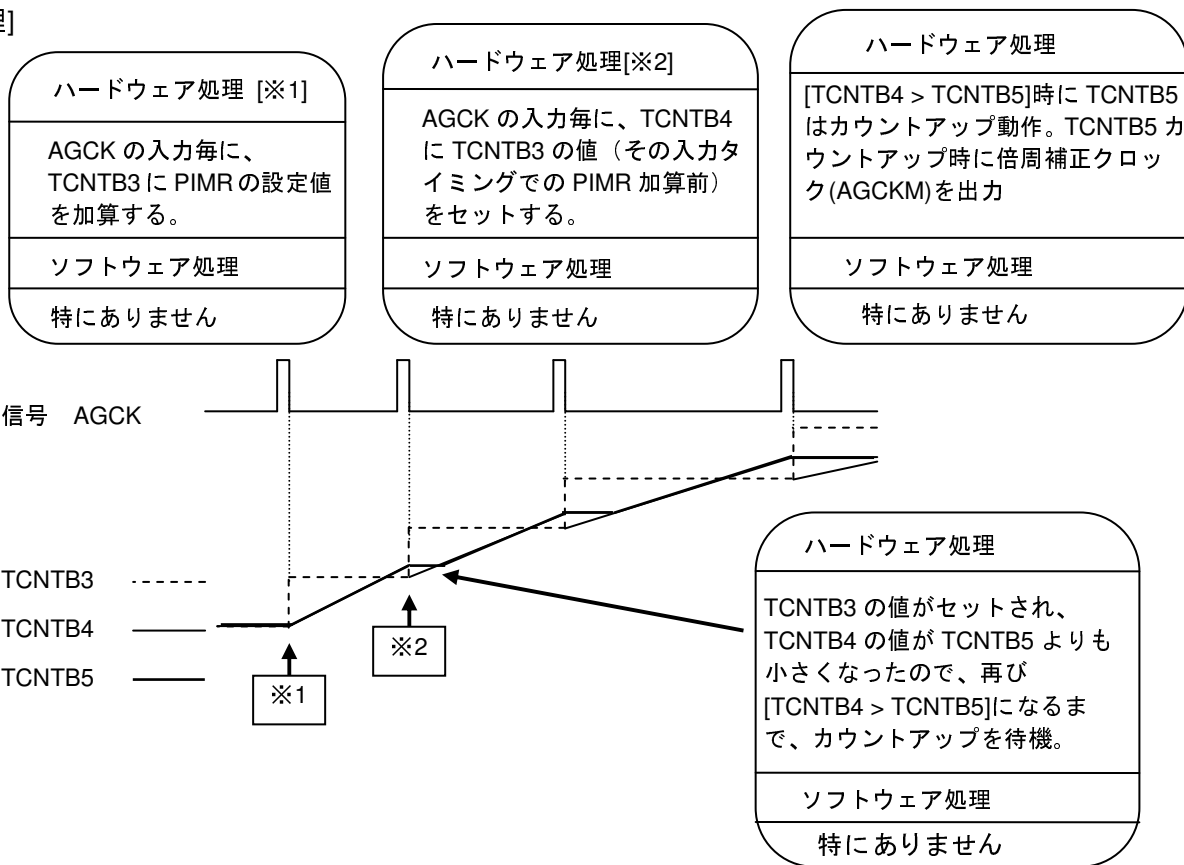 理]
ハードウェア処理 [※1]
AGCK の入力毎に、
TCNTB3 に PIMR の設定値
を加算する。
ソフトウェア処理
特にありません
ハードウェア処理[※2]
AGCK の入力毎に、TCNTB4
に TCNTB3 の値（その入力タ
イミングでの PIMR 加算前）
をセットする。
ソフトウェア処理
特にありません
ハードウェア処理
[TCNTB4 > TCNTB5]時に TCNTB5
はカウントアップ動作。TCNTB5 カ
ウントアップ時に倍周補正クロッ
ク(AGCKM)を出力
ソフトウェア処理
特にありません
信号 AGCK
TCNTB3
TCNTB4
TCNTB5
※1
※2
ハードウェア処理
TCNTB3 の値がセットされ、
TCNTB4 の値が TCNTB5 よりも
小さくなったので、再び
[TCNTB4 > TCNTB5]になるま
で、カウントアップを待機。
ソフトウェア処理
特にありません